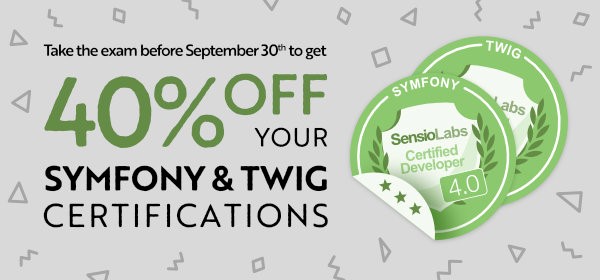 Take the exam before September 30th to get
40% OFF
YOUR
SYMFONY & TWIG
CERTIFICATIONS
TWIG
Labs
SYMFONY
SensioLabs
Certified
Developer
4.0